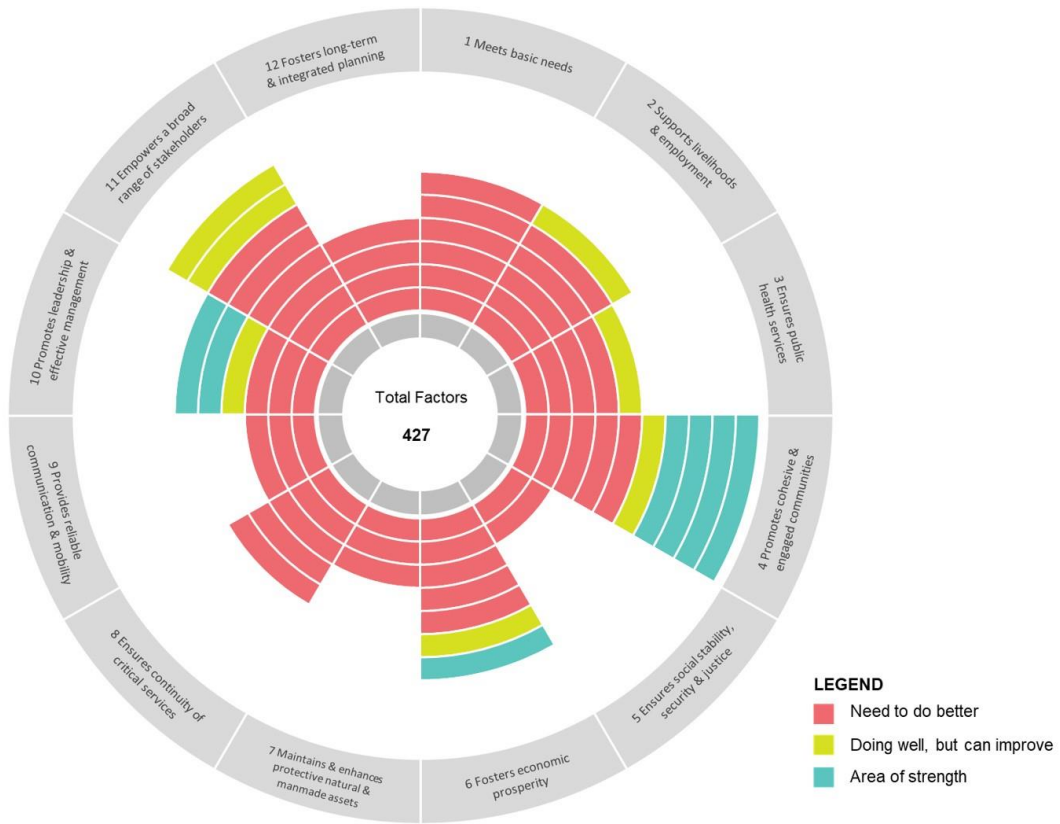 1 Meets basic needs
2 Supports livelihoods
& employment
3 Ensures public
health services
4 Promotes cohesive &
engaged communities
5 Ensures social stability,
security & justice
6 Fosters economic
prosperity
7 Maintains & enhances
protective natural &
manmade assets
8 Ensures continuity of
critical services
9 Provides reliable
communication & mobility
10 Promotes leadership &
effective management
11 Empowers a broad
range of stakeholders
12 Fosters long-term
& integrated planning
Total Factors
427
LEGEND
Need to do better
Doing well, but can improve
Area of strength